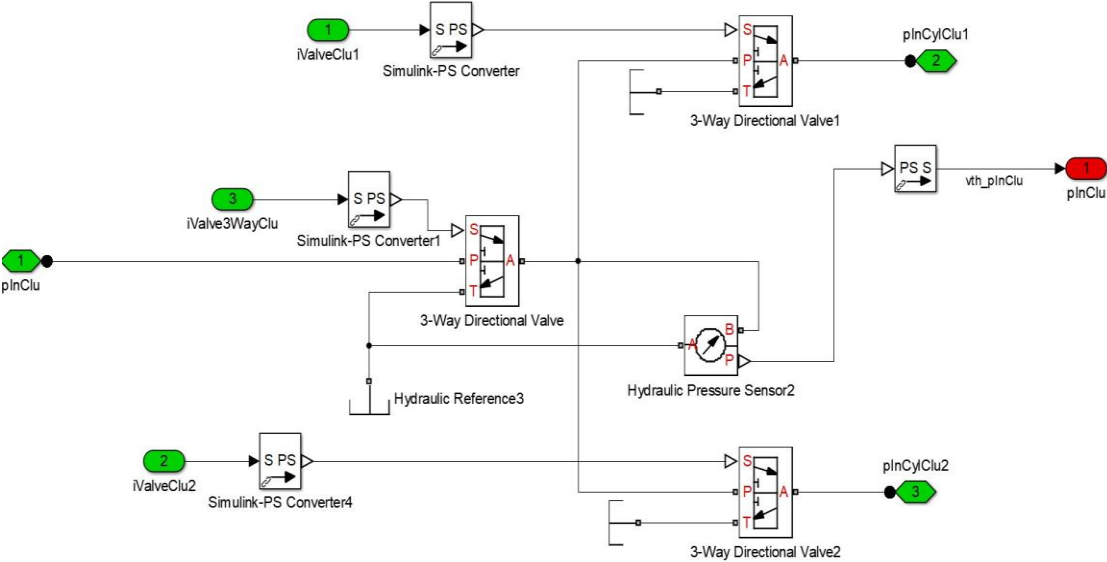 1
iValveClu1
S PS
Simulink-PS Converter
S
P
A
T
3-Way Directional Valve1
pInCylClu1
2
PS S
vth_pInClu
1
pInClu
3
iValve3WayClu
S PS
Simulink-PS Converter1
1
pInClu
S
P
A
T
3-Way Directional Valve
A
B
P
Hydraulic Pressure Sensor2
Hydraulic Reference3
2
iValveClu2
S PS
Simulink-PS Converter4
S
P
A
T
3-Way Directional Valve2
pInCylClu2
3